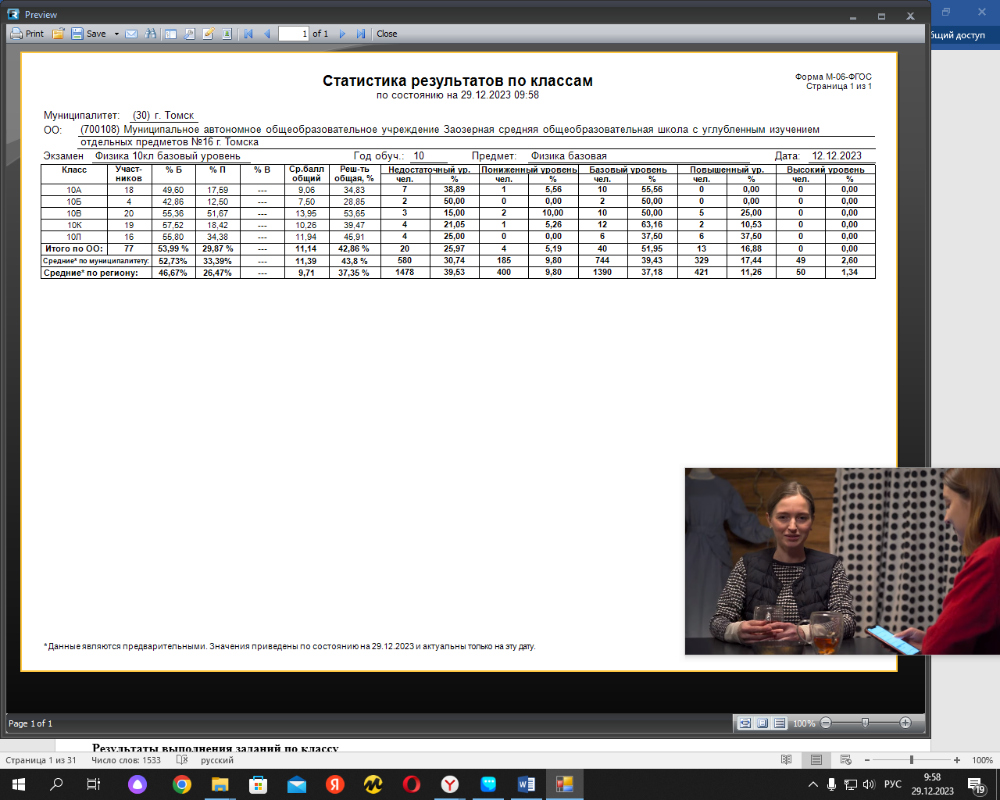 Preview
Print Save 1 of 1 Close
бщий доступ
Статистика результатов по классам
по состоянию на 29.12.2023 09:58
Форма М-06-ФГОС
Страница 1 из 1
Муниципалитет: (30) г. Томск
ОО: (700108) Муниципальное автономное общеобразовательное учреждение Заозерная средняя общеобразовательная школа с углубленным изучением
отдельных предметов №16 г. Томска
Экзамен Физика 10кл базовый уровень Год обуч.: 10 Предмет: Физика базовая Дата: 12.12.2023
Класс Участ- % Б % П % В Ср.балл Реш-ть Недостаточный ур. Пониженный уровень Базовый уровень Повышенный ур. Высокий уровень
ников общий общая, % чел. % чел. % чел. % чел. % чел. %
10А 18 49,60 17,59 --- 9,06 34,83 7 38,89 1 5,56 10 55,56 0 0,00 0 0,00
10Б 4 42,86 12,50 --- 7,50 28,85 2 50,00 0 0,00 2 50,00 0 0,00 0 0,00
10В 20 55,36 51,67 --- 13,95 53,65 3 15,00 2 10,00 10 50,00 5 25,00 0 0,00
10К 19 57,52 18,42 --- 10,26 39,47 4 21,05 1 5,26 12 63,16 2 10,53 0 0,00
10Л 16 55,80 34,38 --- 11,94 45,91 4 25,00 0 0,00 6 37,50 6 37,50 0 0,00
Итого по ОО: 77 53,99 % 29,87 % --- 11,14 42,86 % 20 25,97 4 5,19 40 51,95 13 16,88 0 0,00
Средние* по муниципалитету: 52,73% 33,39% --- 11,39 43,8 % 580 30,74 185 9,80 744 39,43 329 17,44 49 2,60
Средние* по региону: 46,67% 26,47% --- 9,71 37,35 % 1478 39,53 400 9,80 1390 37,18 421 11,26 50 1,34
*Данные являются предварительными. Значения приведены по состоянию на 29.12.2023 и актуальны только на эту дату.
Page 1 of 1 100%
Результаты выполнения заданий по классу
Страница 1 из 31 Число слов: 1533 русский 100%
РУС 9:58
29.12.2023 19